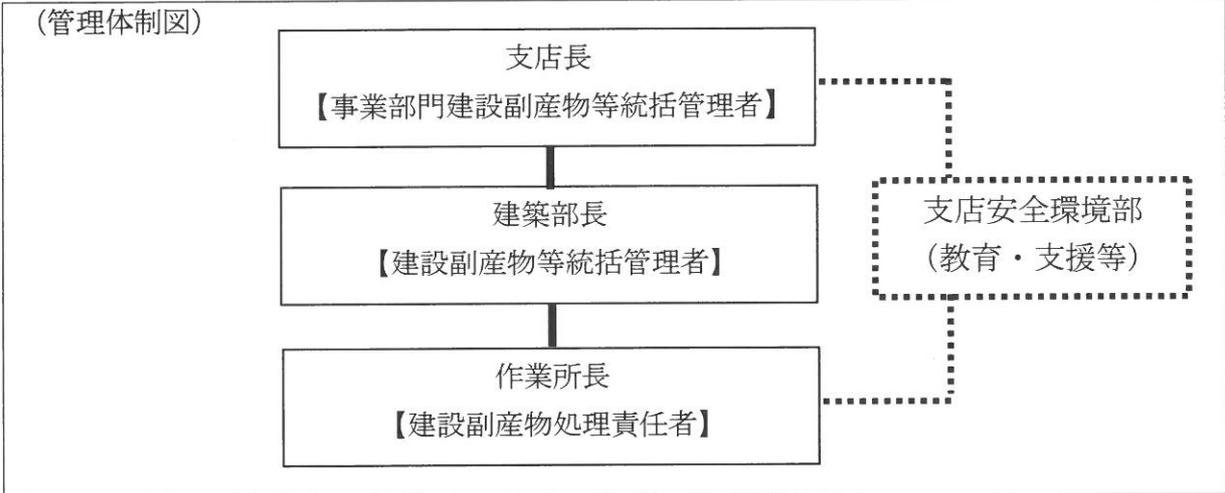 （管理体制図）
支店長
【事業部門建設副産物等統括管理者】
建築部長
【建設副産物等統括管理者】
支店安全環境部
（教育・支援等）
作業所長
【建設副産物処理責任者】